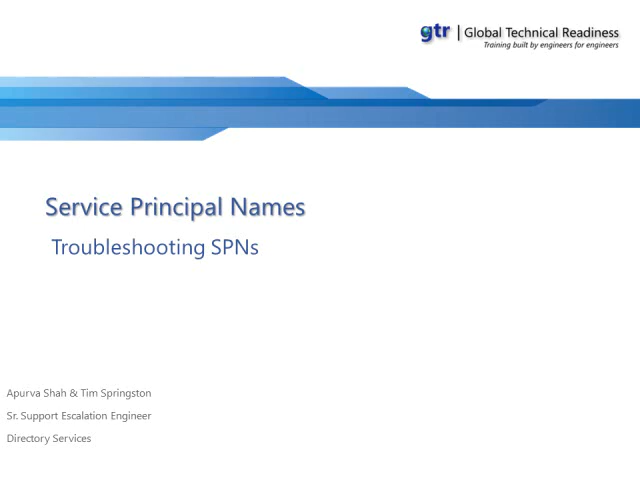 gtr | Global Technical Readiness
Training built by engineers for engineers
Service Principal Names
Troubleshooting SPNs
Apurva Shah & Tim Springston
Sr. Support Escalation Engineer
Directory Services